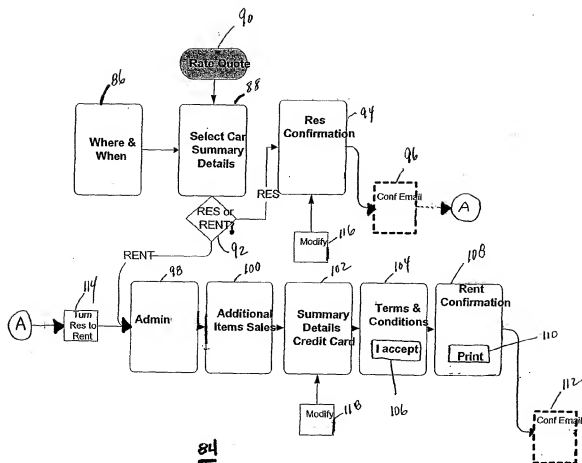 90
Rate Quote
86
88
Where &
When
Select Car
Summary
Details
94
Res
Confirmation
96
Conf Email
A
RES
RES or
RENT?
92
Modify
116
RENT
114
98
100
102
104
108
A
Turn
Res to
Rent
Admin
Additional
Items Sales
Summary
Details
Credit Card
Terms &
Conditions
I accept
106
Rent
Confirmation
Print
110
Modify
118
112
Conf Email
84